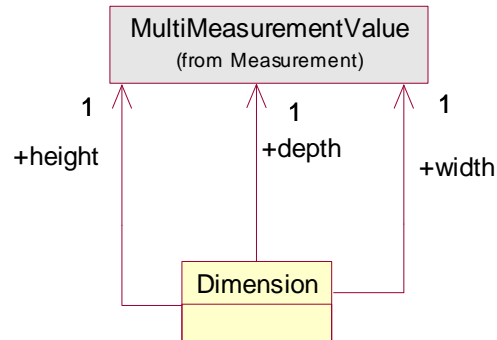 MultiMeasurementValue
(from Measurement)
1
1
1
+height
+depth
+width
Dimension